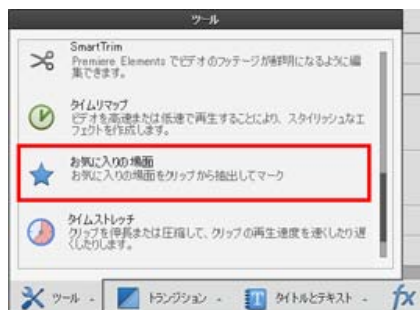 ツール
SmartTrim
Premiere Elements でビデオのフッテージが鮮明になるように編
集できます。
タイムリマップ
ビデオを高速または低速で再生することにより、スタイリッシュなエ
フェクトを作成します。
お気に入りの場面
お気に入りの場面をクリップから抽出してマーク
タイムストレッチ
クリップを伸長または圧縮して、クリップの再生速度を速くしたり遅
くしたりします。
ツール トランジション T タイトルとテキスト fx